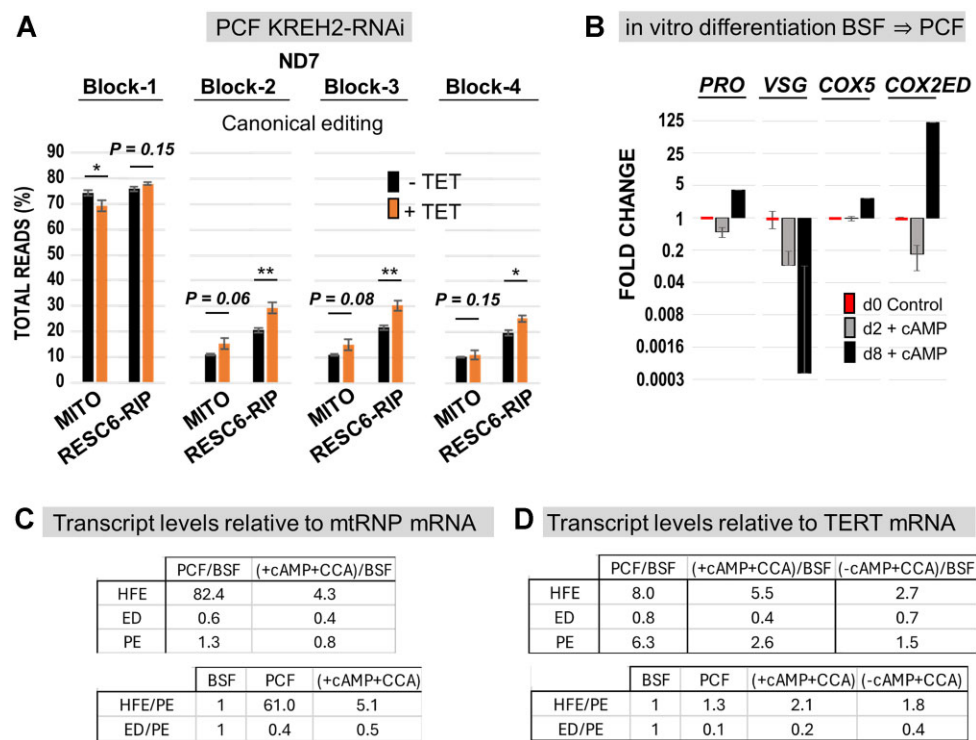 A
PCF KREH2-RNAi
ND7
Block-1 Block-2 Block-3 Block-4
Canonical editing
TOTAL READS (%)
90
80
70
60
50
40
30
20
10
0
*
P = 0.15
P = 0.06
**
P = 0.08
**
P = 0.15
*
- TET
+ TET
MITO RESC6-RIP MITO RESC6-RIP MITO RESC6-RIP MITO RESC6-RIP
B
in vitro differentiation BSF ⇒ PCF
PRO VSG COX5 COX2ED
FOLD CHANGE
125
25
5
1
0.2
0.04
0.008
0.0016
0.0003
d0 Control
d2 + cAMP
d8 + cAMP
C
Transcript levels relative to mtRNP mRNA
PCF/BSF (+cAMP+CCA)/BSF
HFE 82.4 4.3
ED 0.6 0.4
PE 1.3 0.8
BSF PCF (+cAMP+CCA)
HFE/PE 1 61.0 5.1
ED/PE 1 0.4 0.5
D
Transcript levels relative to TERT mRNA
PCF/BSF (+cAMP+CCA)/BSF (-cAMP+CCA)/BSF
HFE 8.0 5.5 2.7
ED 0.8 0.4 0.7
PE 6.3 2.6 1.5
BSF PCF (+cAMP+CCA) (-cAMP+CCA)
HFE/PE 1 1.3 2.1 1.8
ED/PE 1 0.1 0.2 0.4